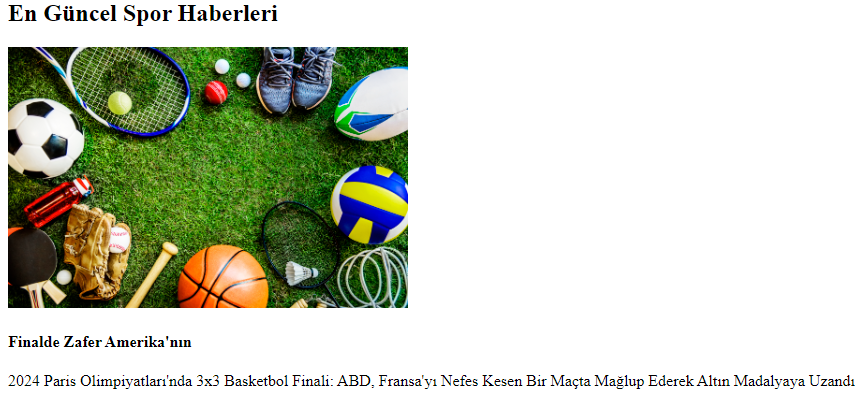 En Güncel Spor Haberleri
Finalde Zafer Amerika'nın
2024 Paris Olimpiyatları'nda 3x3 Basketbol Finali: ABD, Fransa'yı Nefes Kesen Bir Maçta Mağlup Ederek Altın Madalyaya Uzandı